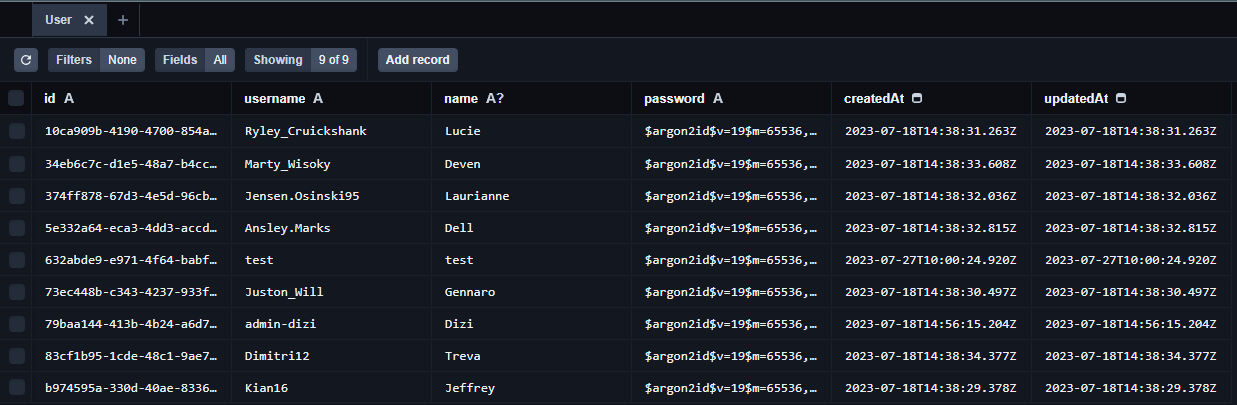 User ✕ +
Filters None Fields All Showing 9 of 9 Add record
id A username A name A? password A createdAt updatedAt
10ca909b-4190-4700-854a… Ryley_Cruickshank Lucie $argon2id$v=19$m=65536,… 2023-07-18T14:38:31.263Z 2023-07-18T14:38:31.263Z
34eb6c7c-d1e5-48a7-b4cc… Marty_Wisoky Deven $argon2id$v=19$m=65536,… 2023-07-18T14:38:33.608Z 2023-07-18T14:38:33.608Z
374ff878-67d3-4e5d-96cb… Jensen.Osinski95 Laurianne $argon2id$v=19$m=65536,… 2023-07-18T14:38:32.036Z 2023-07-18T14:38:32.036Z
5e332a64-eca3-4dd3-accd… Ansley.Marks Dell $argon2id$v=19$m=65536,… 2023-07-18T14:38:32.815Z 2023-07-18T14:38:32.815Z
632abde9-e971-4f64-babf… test test $argon2id$v=19$m=65536,… 2023-07-27T10:00:24.920Z 2023-07-27T10:00:24.920Z
73ec448b-c343-4237-933f… Juston_Will Gennaro $argon2id$v=19$m=65536,… 2023-07-18T14:38:30.497Z 2023-07-18T14:38:30.497Z
79baa144-413b-4b24-a6d7… admin-dizi Dizi $argon2id$v=19$m=65536,… 2023-07-18T14:56:15.204Z 2023-07-18T14:56:15.204Z
83cf1b95-1cde-48c1-9ae7… Dimitri12 Treva $argon2id$v=19$m=65536,… 2023-07-18T14:38:34.377Z 2023-07-18T14:38:34.377Z
b974595a-330d-40ae-8336… Kian16 Jeffrey $argon2id$v=19$m=65536,… 2023-07-18T14:38:29.378Z 2023-07-18T14:38:29.378Z